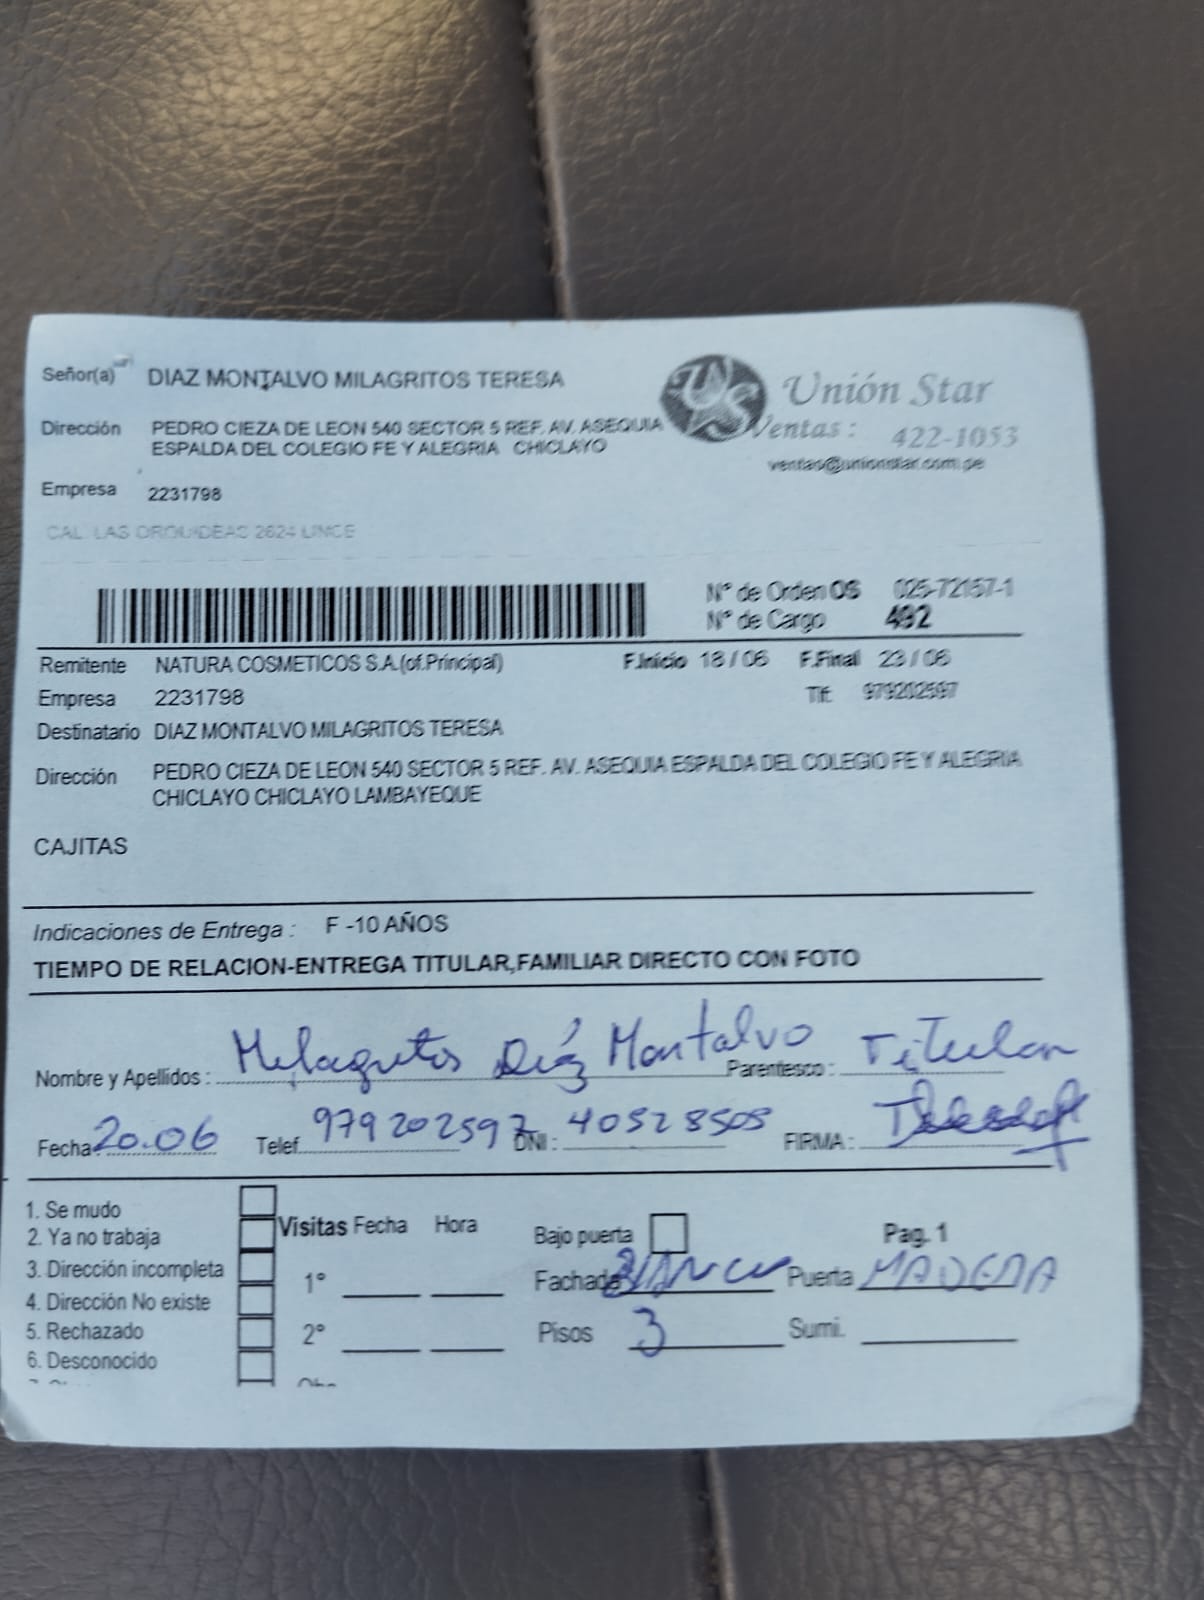 Señor(a) DIAZ MONTALVO MILAGRITOS TERESA
Unión Star
Dirección PEDRO CIEZA DE LEON 540 SECTOR 5 REF. AV. ASEQUIA
ESPALDA DEL COLEGIO FE Y ALEGRIA CHICLAYO
Ventas: 422-1053
ventas@unionstar.com.pe
Empresa 2231798
CAL. LAS ORQUIDEAS 2624 LINCE
N° de Orden OS 025-72157-1
N° de Cargo 492
Remitente NATURA COSMETICOS S.A.(of.Principal) F.Inicio 18 / 06 F.Final 23 / 06
Empresa 2231798 Tlf: 979202597
Destinatario DIAZ MONTALVO MILAGRITOS TERESA
Dirección PEDRO CIEZA DE LEON 540 SECTOR 5 REF. AV. ASEQUIA ESPALDA DEL COLEGIO FE Y ALEGRIA
CHICLAYO CHICLAYO LAMBAYEQUE
CAJITAS
Indicaciones de Entrega : F -10 AÑOS
TIEMPO DE RELACION-ENTREGA TITULAR,FAMILIAR DIRECTO CON FOTO
Nombre y Apellidos : Milagritos Diáz Montalvo Parentesco : Titular
Fecha 20.06 Telef. 979202597 DNI : 40528505 FIRMA :
1. Se mudo
2. Ya no trabaja
3. Dirección incompleta
4. Dirección No existe
5. Rechazado
6. Desconocido
Visitas Fecha Hora
1°
2°
Bajo puerta Pag. 1
Fachada BLANCO Puerta MADERA
Pisos 3 Sumi.